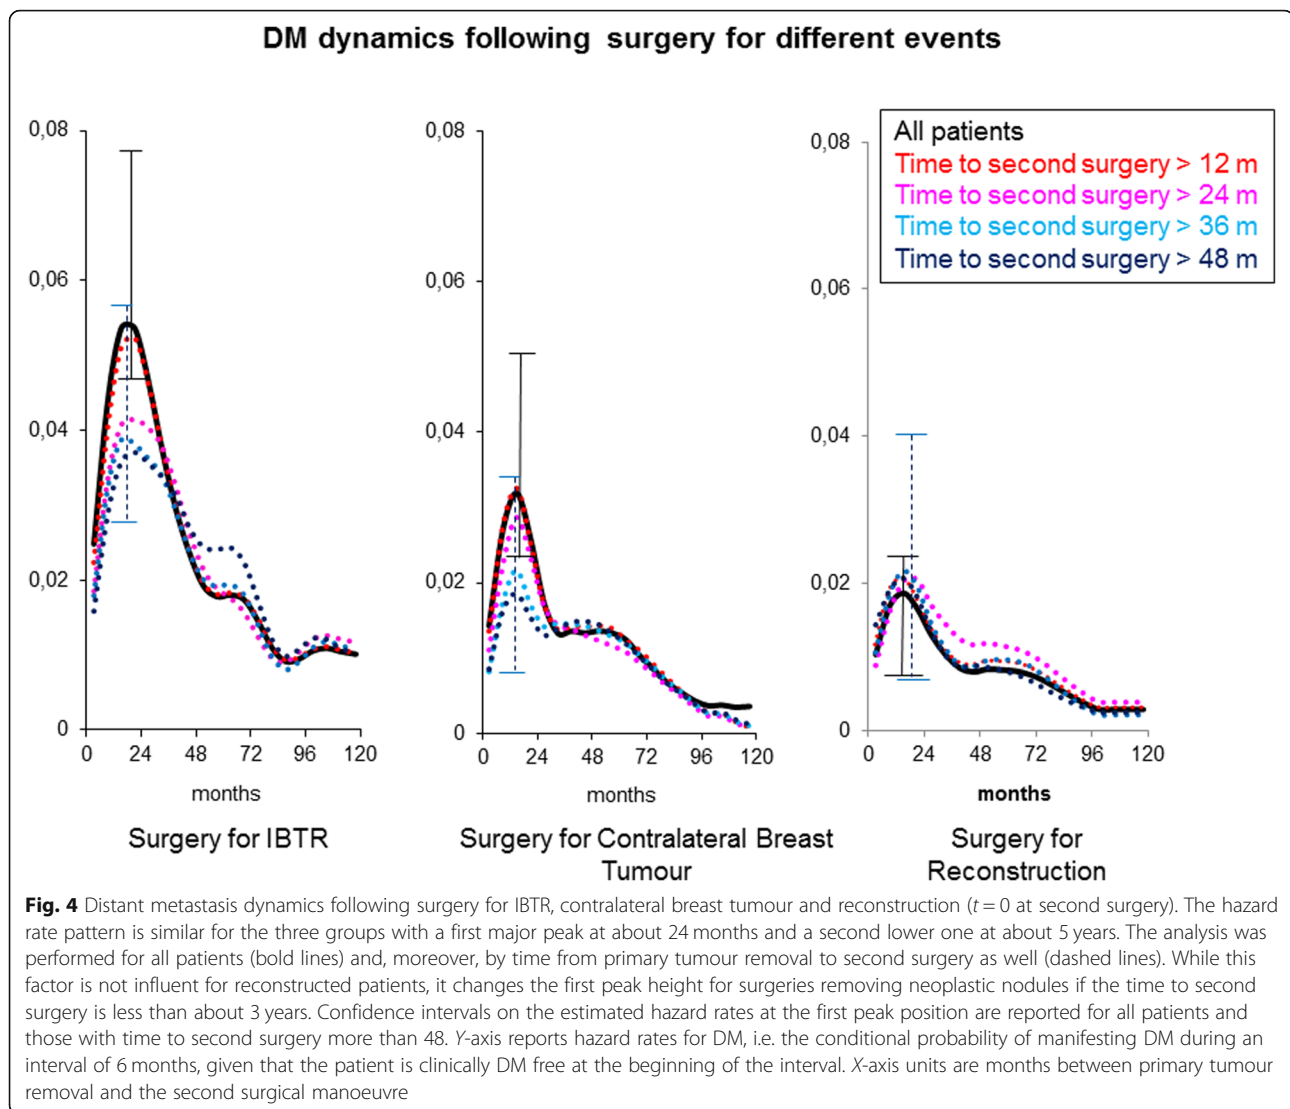 DM dynamics following surgery for different events
All patients
Time to second surgery > 12 m
Time to second surgery > 24 m
Time to second surgery > 36 m
Time to second surgery > 48 m
0,08
0,06
0,04
0,02
0
0 24 48 72 96 120
months
Surgery for IBTR
0,08
0,06
0,04
0,02
0
0 24 48 72 96 120
months
Surgery for Contralateral Breast
Tumour
0,08
0,06
0,04
0,02
0
0 24 48 72 96 120
months
Surgery for
Reconstruction
Fig. 4 Distant metastasis dynamics following surgery for IBTR, contralateral breast tumour and reconstruction (t = 0 at second surgery). The hazard
rate pattern is similar for the three groups with a first major peak at about 24 months and a second lower one at about 5 years. The analysis was
performed for all patients (bold lines) and, moreover, by time from primary tumour removal to second surgery as well (dashed lines). While this
factor is not influent for reconstructed patients, it changes the first peak height for surgeries removing neoplastic nodules if the time to second
surgery is less than about 3 years. Confidence intervals on the estimated hazard rates at the first peak position are reported for all patients and
those with time to second surgery more than 48. Y-axis reports hazard rates for DM, i.e. the conditional probability of manifesting DM during an
interval of 6 months, given that the patient is clinically DM free at the beginning of the interval. X-axis units are months between primary tumour
removal and the second surgical manoeuvre